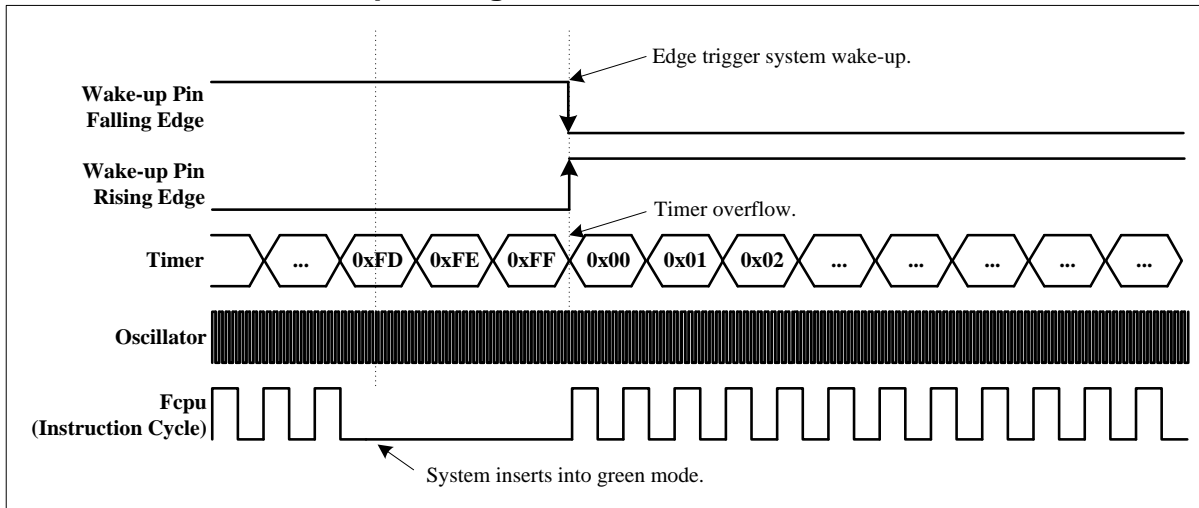 Edge trigger system wake-up.
Wake-up Pin
Falling Edge
Wake-up Pin
Rising Edge
Timer overflow.
Timer ... 0xFD 0xFE 0xFF 0x00 0x01 0x02 ... ... ... ... ...
Oscillator
Fcpu
(Instruction Cycle)
System inserts into green mode.